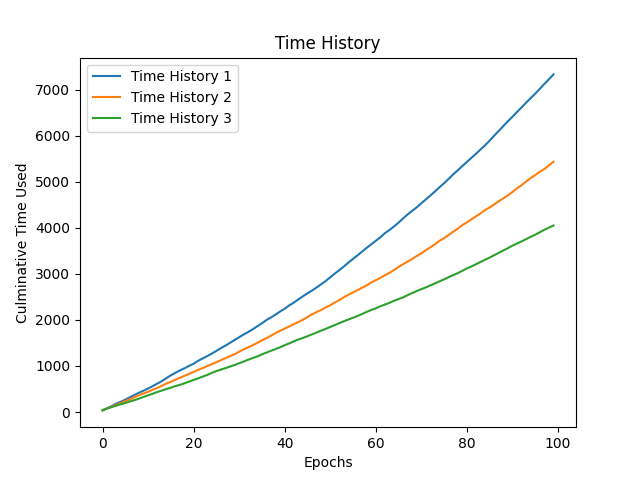 Time History
Time History 1
Time History 2
Time History 3
7000
6000
5000
4000
3000
2000
1000
0
Culminative Time Used
0 20 40 60 80 100
Epochs